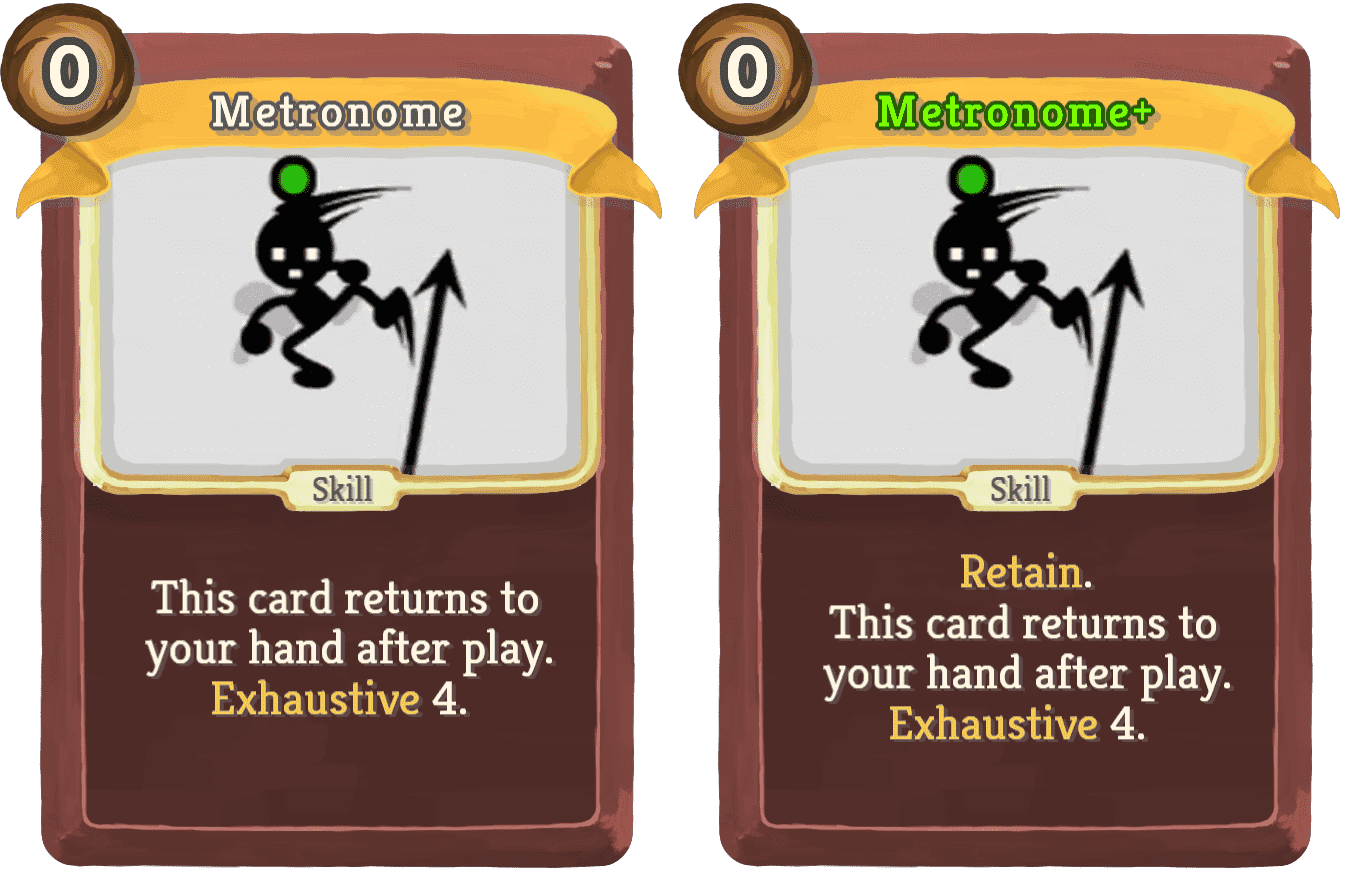 0
Metronome
Skill
This card returns to
your hand after play.
Exhaustive 4.
0
Metronome+
Skill
Retain.
This card returns to
your hand after play.
Exhaustive 4.